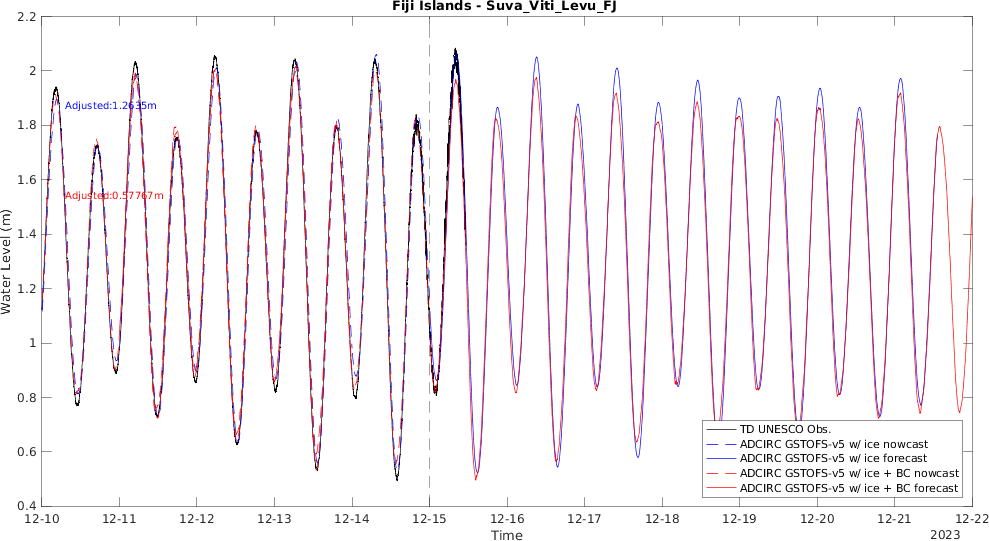 Fiji Islands - Suva_Viti_Levu_FJ
2.2
2
1.8
1.6
1.4
1.2
1
0.8
0.6
0.4
Water Level (m)
Adjusted:1.2635m
Adjusted:0.57767m
TD UNESCO Obs.
ADCIRC GSTOFS-v5 w/ ice nowcast
ADCIRC GSTOFS-v5 w/ ice forecast
ADCIRC GSTOFS-v5 w/ ice + BC nowcast
ADCIRC GSTOFS-v5 w/ ice + BC forecast
12-10 12-11 12-12 12-13 12-14 12-15 12-16 12-17 12-18 12-19 12-20 12-21 12-22
Time
2023